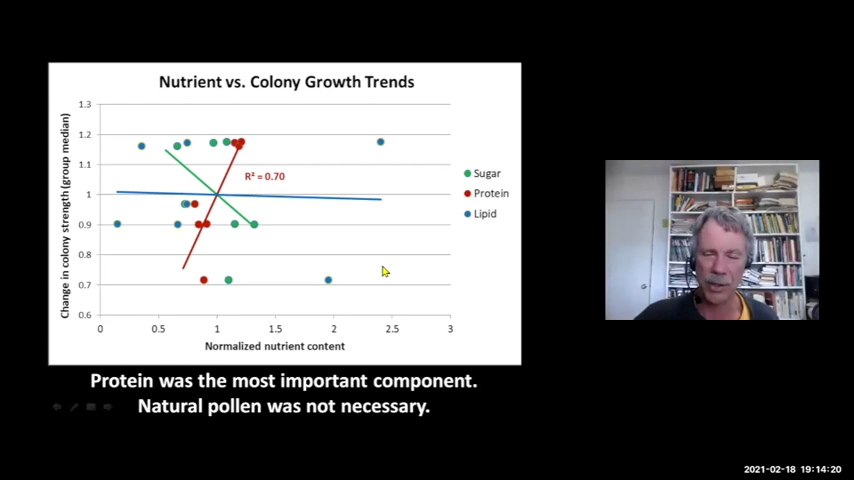 Nutrient vs. Colony Growth Trends
Change in colony strength (group median)
1.3
1.2
1.1
1
0.9
0.8
0.7
0.6
R² = 0.70
Sugar
Protein
Lipid
0 0.5 1 1.5 2 2.5 3
Normalized nutrient content
Protein was the most important component.
Natural pollen was not necessary.
2021-02-18 19:14:20